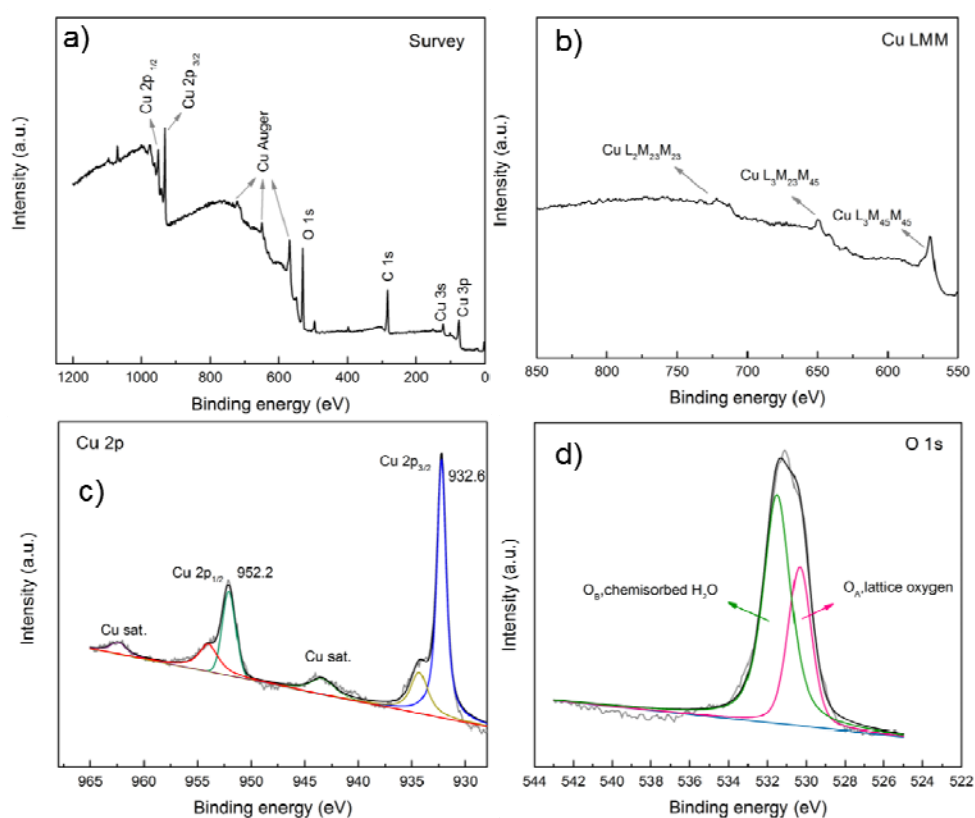 a)
Survey
Cu 2p 1/2
Cu 2p 3/2
Cu Auger
O 1s
C 1s
Cu 3s
Cu 3p
Intensity (a.u.)
1200 1000 800 600 400 200 0
Binding energy (eV)
b)
Cu LMM
Cu L2M23M23
Cu L3M23M45
Cu L3M45M45
Intensity (a.u.)
850 800 750 700 650 600 550
Binding energy (eV)
Cu 2p
c)
Cu 2p3/2
932.6
Cu 2p1/2 952.2
Cu sat.
Cu sat.
Intensity (a.u.)
965 960 955 950 945 940 935 930
Binding energy (eV)
d)
O 1s
OB,chemisorbed H2O
OA,lattice oxygen
Intensity (a.u.)
544 542 540 538 536 534 532 530 528 526 524 522
Binding energy (eV)